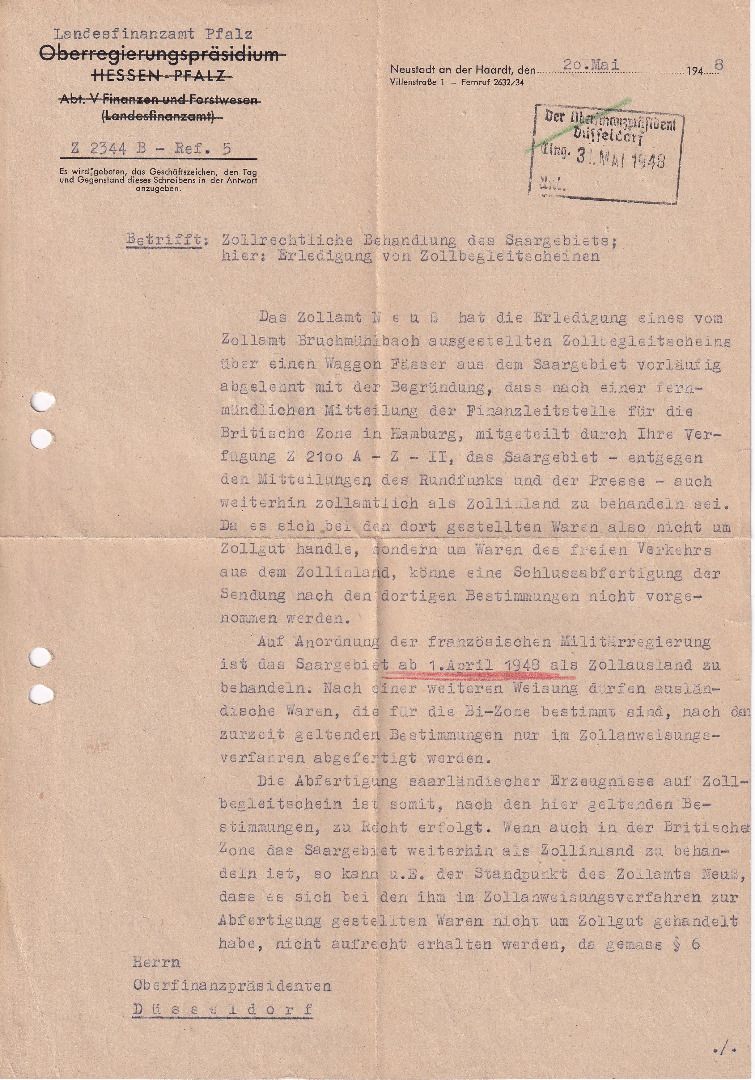 Landesfinanzamt Pfalz
Oberregierungspräsidium
HESSEN-PFALZ
Abt. V Finanzen und Forstwesen
(Landesfinanzamt)
Z 2344 B - Ref. 5
Es wird gebeten, das Geschäftszeichen, den Tag
und Gegenstand dieses Schreibens in der Antwort
anzugeben.
Neustadt an der Haardt, den 20.Mai 1948
Villenstraße 1 — Fernruf 2632/34
Der Oberfinanzpräsident
Düsseldorf
Eing. 31. MAI 1948
Anl.
Betrifft: Zollrechtliche Behandlung des Saargebiets;
hier: Erledigung von Zollbegleitscheinen
Das Zollamt N e u ß hat die Erledigung eines vom
Zollamt Bruchmühlbach ausgestellten Zollbegleitscheins
über einen Waggon Fässer aus dem Saargebiet vorläufig
abgelehnt mit der Begründung, dass nach einer fern-
mündlichen Mitteilung der Finanzleitstelle für die
Britische Zone in Hamburg, mitgeteilt durch Ihre Ver-
fügung Z 2100 A - Z - II, das Saargebiet - entgegen
den Mitteilungen des Rundfunks und der Presse - auch
weiterhin zollamtlich als Zollinland zu behandeln sei.
Da es sich bei den dort gestellten Waren also nicht um
Zollgut handle, sondern um Waren des freien Verkehrs
aus dem Zollinland, könne eine Schlussabfertigung der
Sendung nach den dortigen Bestimmungen nicht vorge-
nommen werden.
Auf Anordnung der französischen Militärregierung
ist das Saargebiet ab 1.April 1948 als Zollausland zu
behandeln. Nach einer weiteren Weisung dürfen auslän-
dische Waren, die für die Bi-Zone bestimmt sind, nach den
zurzeit geltenden Bestimmungen nur im Zollanweisungs-
verfahren abgefertigt werden.
Die Abfertigung saarländischer Erzeugnisse auf Zoll-
begleitschein ist somit, nach den hier geltenden Be-
stimmungen, zu Recht erfolgt. Wenn auch in der Britische
Zone das Saargebiet weiterhin als Zollinland zu behan-
deln ist, so kann u.E. der Standpunkt des Zollamts Neuß,
dass es sich bei den ihm im Zollanweisungsverfahren zur
Abfertigung gestellten Waren nicht um Zollgut gehandelt
habe, nicht aufrecht erhalten werden, da gemäss § 6
Herrn
Oberfinanzpräsidenten
D ü s s e l d o r f
./.